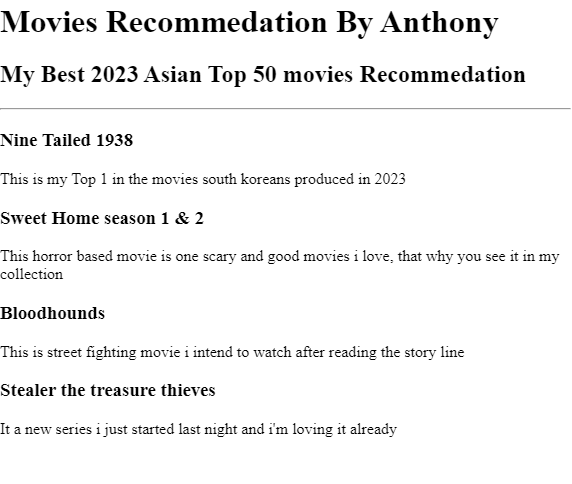 Movies Recommedation By Anthony
My Best 2023 Asian Top 50 movies Recommedation
Nine Tailed 1938
This is my Top 1 in the movies south koreans produced in 2023
Sweet Home season 1 & 2
This horror based movie is one scary and good movies i love, that why you see it in my
collection
Bloodhounds
This is street fighting movie i intend to watch after reading the story line
Stealer the treasure thieves
It a new series i just started last night and i'm loving it already